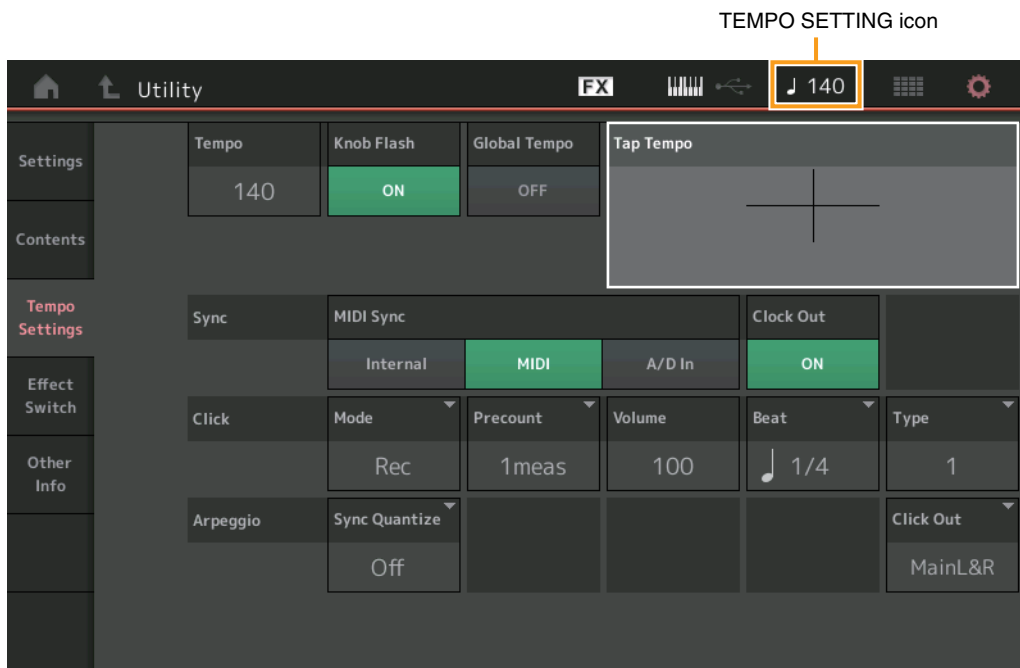 TEMPO SETTING icon
Utility
FX
140
Settings
Contents
Tempo
Settings
Effect
Switch
Other
Info
Tempo
140
Knob Flash
ON
Global Tempo
OFF
Tap Tempo
Sync
MIDI Sync
Internal
MIDI
A/D In
Clock Out
ON
Click
Mode
Rec
Precount
1meas
Volume
100
Beat
1/4
Type
1
Arpeggio
Sync Quantize
Off
Click Out
MainL&R